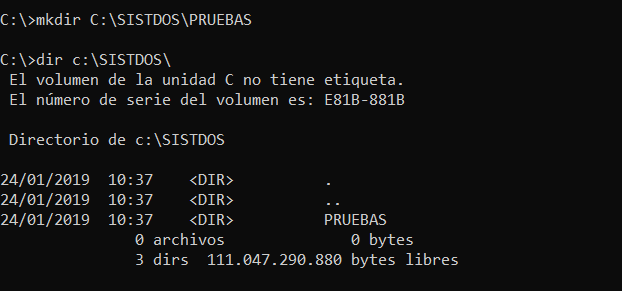 C:\>mkdir C:\SISTDOS\PRUEBAS
C:\>dir c:\SISTDOS\
El volumen de la unidad C no tiene etiqueta.
El número de serie del volumen es: E81B-881B
Directorio de c:\SISTDOS
24/01/2019  10:37    <DIR>          .
24/01/2019  10:37    <DIR>          ..
24/01/2019  10:37    <DIR>          PRUEBAS
0 archivos              0 bytes
3 dirs  111.047.290.880 bytes libres